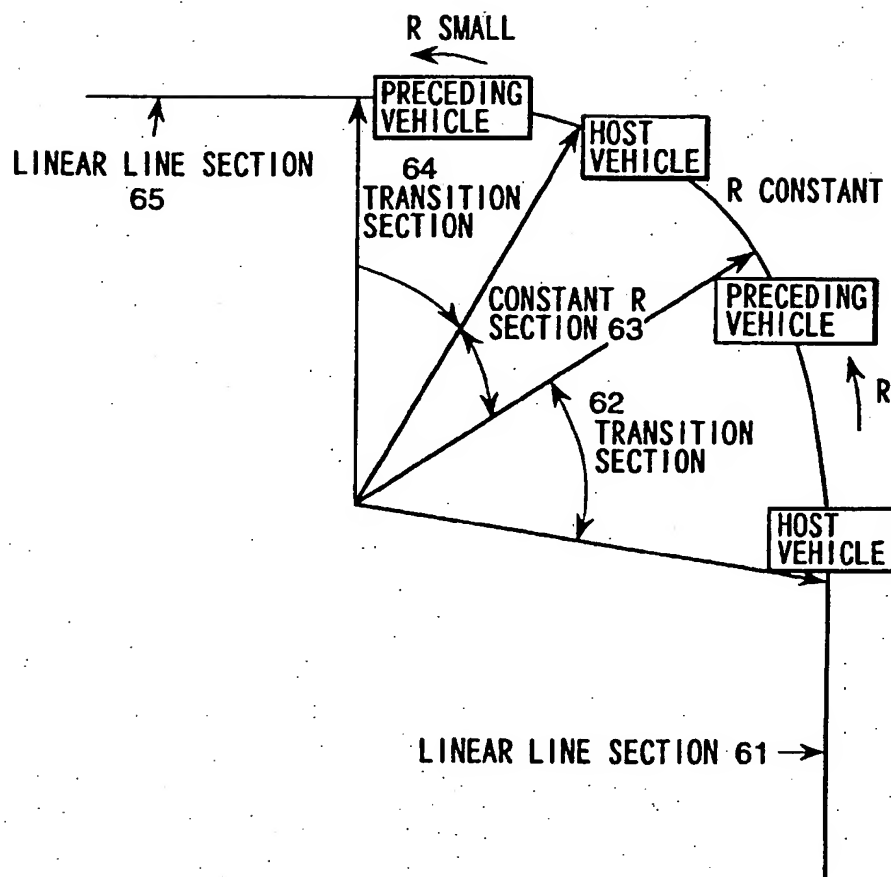 R SMALL
PRECEDING
VEHICLE
HOST
VEHICLE
LINEAR LINE SECTION
65
64
TRANSITION
SECTION
R CONSTANT
CONSTANT R
SECTION 63
PRECEDING
VEHICLE
R
62
TRANSITION
SECTION
HOST
VEHICLE
LINEAR LINE SECTION 61